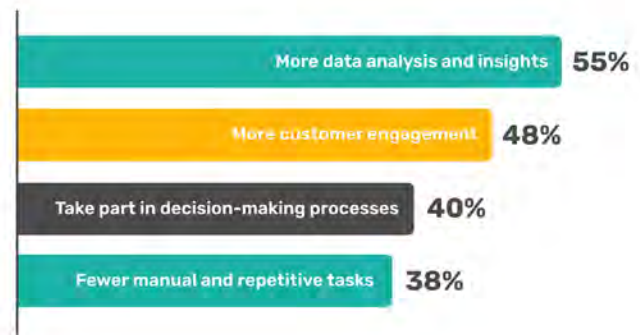 More data analysis and insights 55%
More customer engagement 48%
Take part in decision-making processes 40%
Fewer manual and repetitive tasks 38%